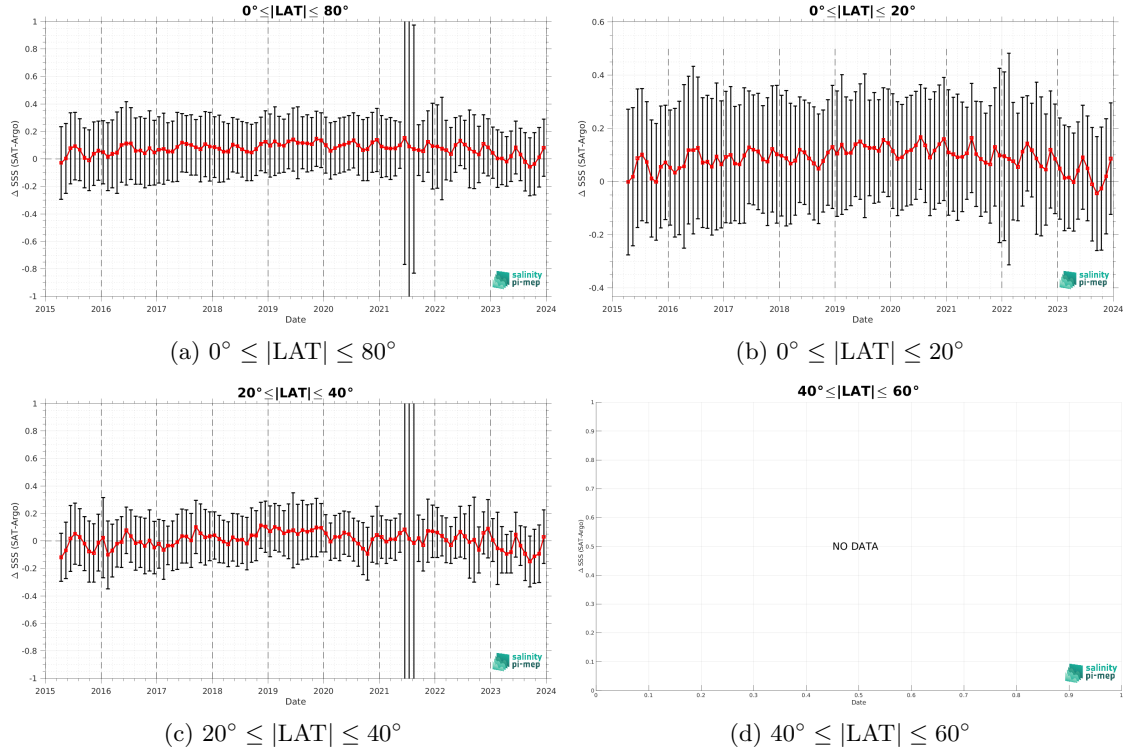 0°≤|LAT|≤ 80°
1
0.8
0.6
0.4
0.2
0
-0.2
-0.4
-0.6
-0.8
-1
Δ SSS (SAT-Argo)
2015 2016 2017 2018 2019 2020 2021 2022 2023 2024
Date
salinity
pi-mep
(a) 0° ≤ |LAT| ≤ 80°
0°≤|LAT|≤ 20°
0.6
0.4
0.2
0
-0.2
-0.4
Δ SSS (SAT-Argo)
2015 2016 2017 2018 2019 2020 2021 2022 2023 2024
Date
salinity
pi-mep
(b) 0° ≤ |LAT| ≤ 20°
20°≤|LAT|≤ 40°
1
0.8
0.6
0.4
0.2
0
-0.2
-0.4
-0.6
-0.8
-1
Δ SSS (SAT-Argo)
2015 2016 2017 2018 2019 2020 2021 2022 2023 2024
Date
salinity
pi-mep
(c) 20° ≤ |LAT| ≤ 40°
40°≤|LAT|≤ 60°
1
0.9
0.8
0.7
0.6
0.5
0.4
0.3
0.2
0.1
0
Δ SSS (SAT-Argo)
NO DATA
0 0.1 0.2 0.3 0.4 0.5 0.6 0.7 0.8 0.9 1
Date
salinity
pi-mep
(d) 40° ≤ |LAT| ≤ 60°